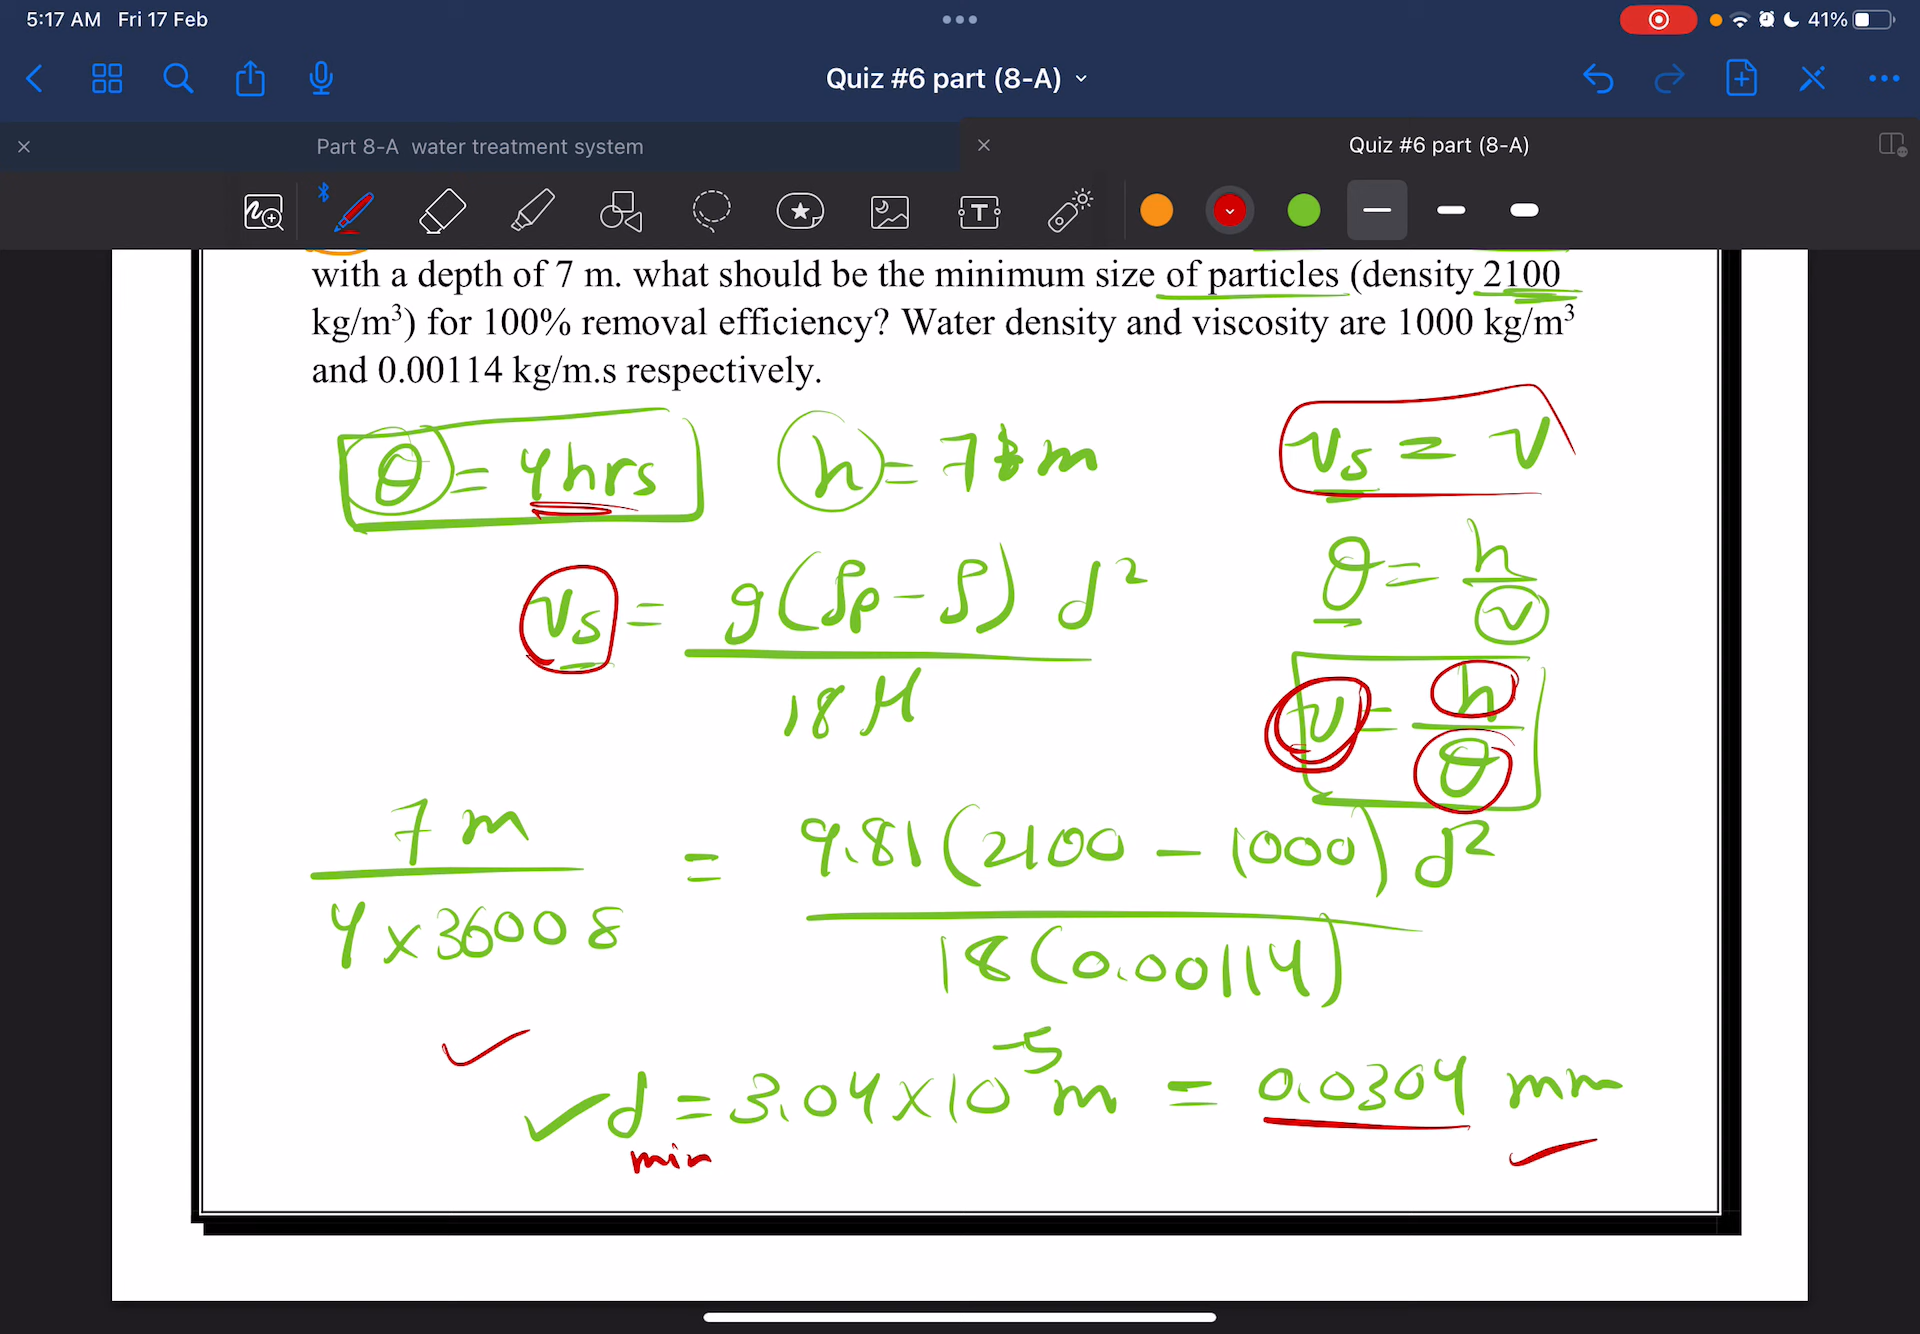 5:17 AM Fri 17 Feb
41%
Quiz #6 part (8-A)
Part 8-A water treatment system
Quiz #6 part (8-A)
T
with a depth of 7 m. what should be the minimum size of particles (density 2100
kg/m³) for 100% removal efficiency? Water density and viscosity are 1000 kg/m³
and 0.00114 kg/m.s respectively.
θ = 4hrs h = 7 m vs = v
vs = g(ρp - ρ) d² / 18 μ
θ = h / v
v = h / θ
7 m / 4 x 3600 s = 9.81(2100 - 1000) d² / 18(0.00114)
d min = 3.04 x 10⁻⁵ m = 0.0304 mm